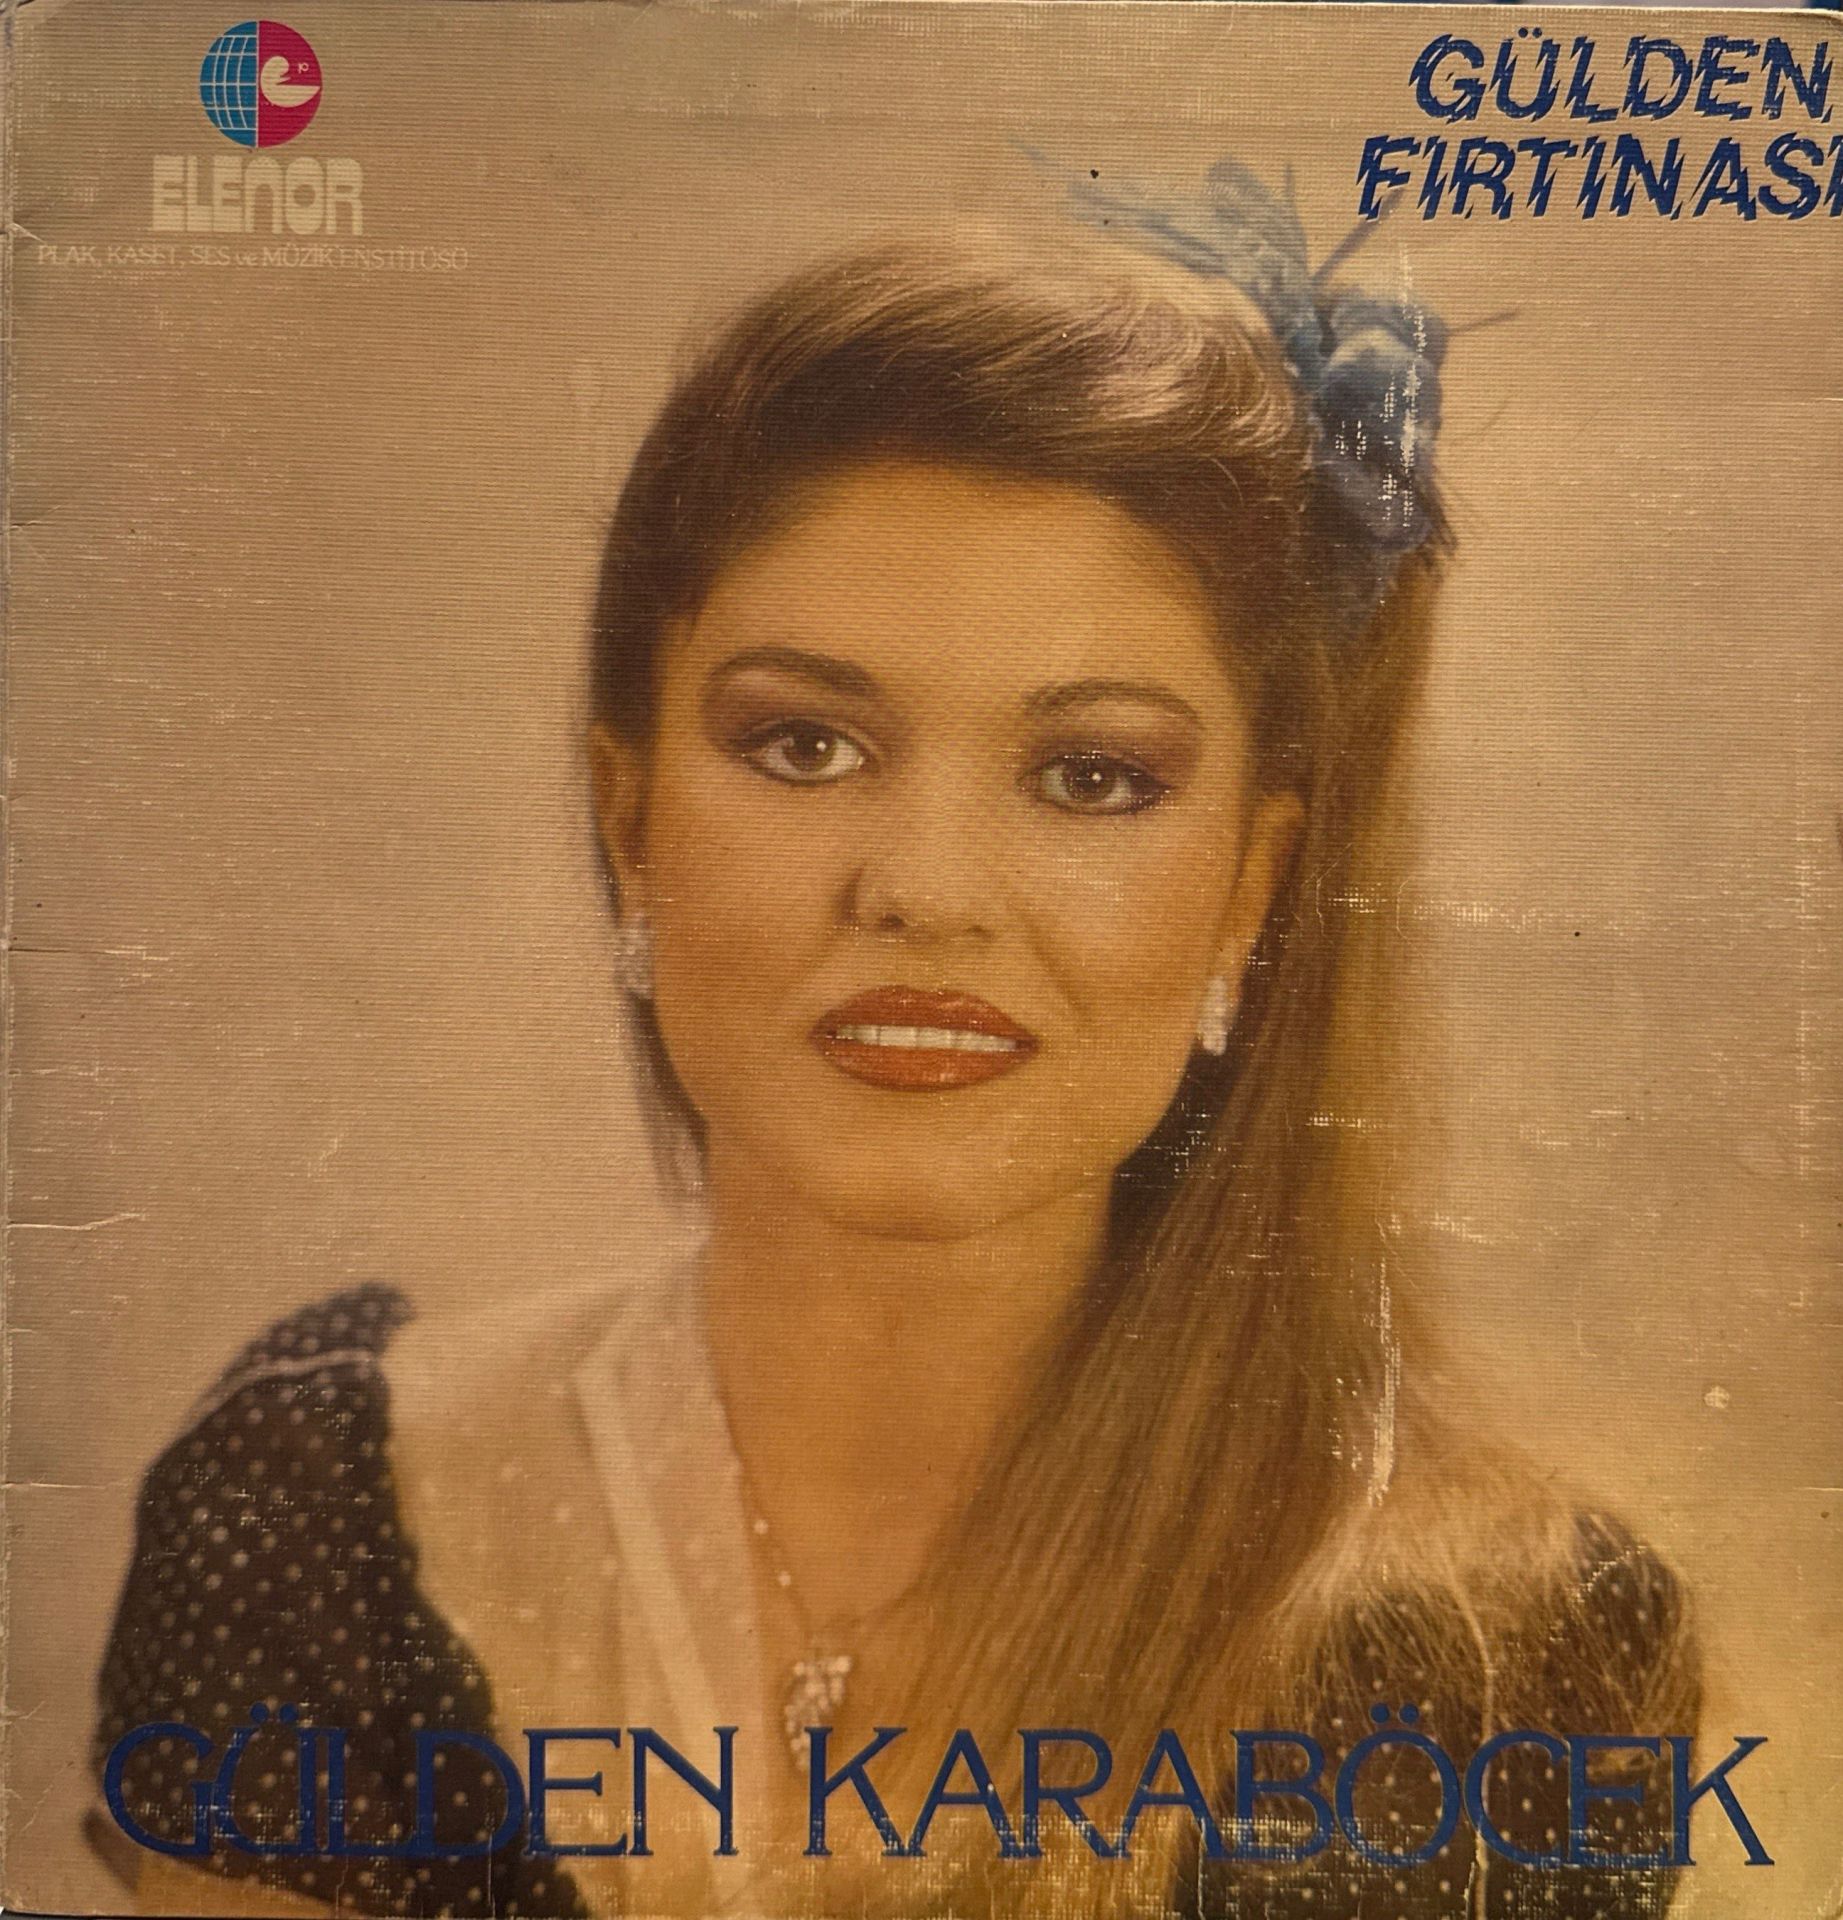 ELENOR
PLAK, KASET, SES ve MÜZİK ENSTİTÜSÜ
GÜLDEN
FIRTINASI
GÜLDEN KARABÖCEK